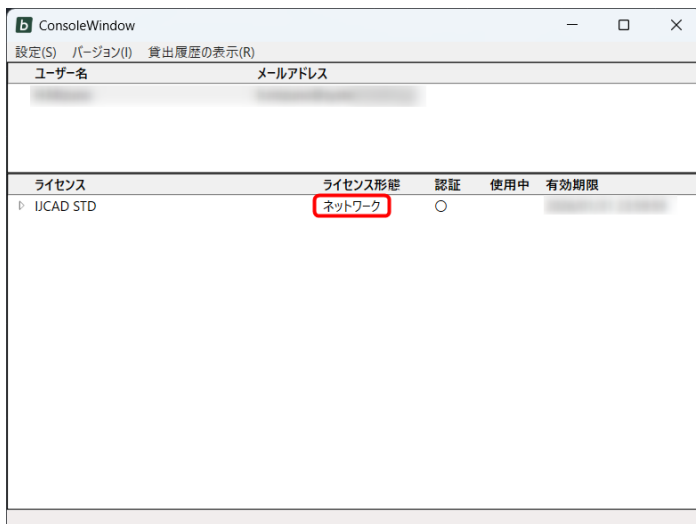 b ConsoleWindow
設定(S) バージョン(I) 貸出履歴の表示(R)
ユーザー名 メールアドレス
ライセンス ライセンス形態 認証 使用中 有効期限
IJCAD STD ネットワーク ○